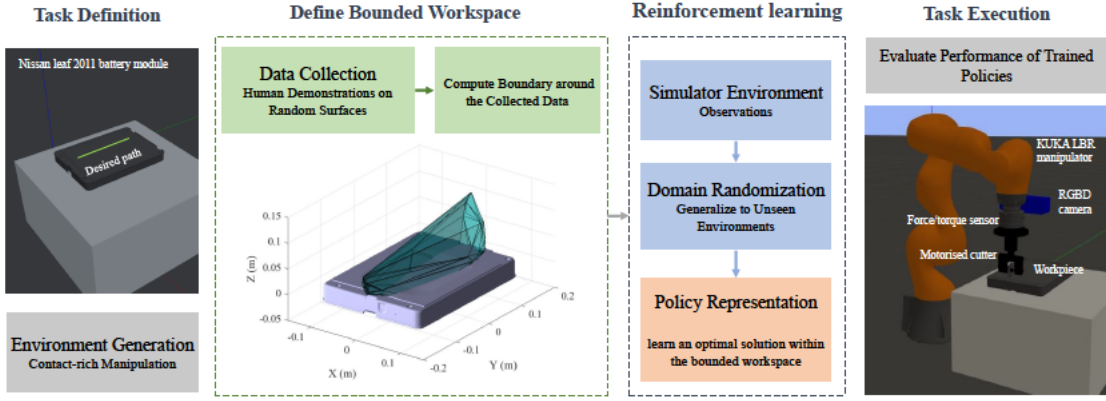 Task Definition
Nissan leaf 2011 battery module
Desired path
Environment Generation
Contact-rich Manipulation
Define Bounded Workspace
Data Collection
Human Demonstrations on
Random Surfaces
Compute Boundary around
the Collected Data
0.15
0.1
0.05
0
-0.05
Z (m)
-0.1
0
0.1
X (m)
-0.2
-0.1
0
0.1
0.2
Y (m)
Reinforcement learning
Simulator Environment
Observations
Domain Randomization
Generalize to Unseen
Environments
Policy Representation
learn an optimal solution within
the bounded workspace
Task Execution
Evaluate Performance of Trained
Policies
KUKA LBR
manipulator
RGBD
camera
Force/torque sensor
Motorised cutter
Workpiece